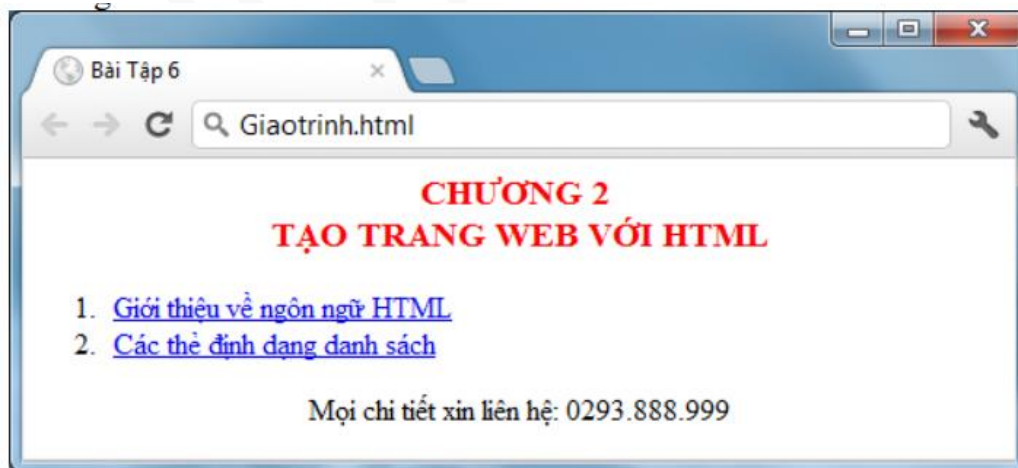 Bài Tập 6
Giaotrinh.html
CHƯƠNG 2
TẠO TRANG WEB VỚI HTML
1. Giới thiệu về ngôn ngữ HTML
2. Các thẻ định dạng danh sách
Mọi chi tiết xin liên hệ: 0293.888.999